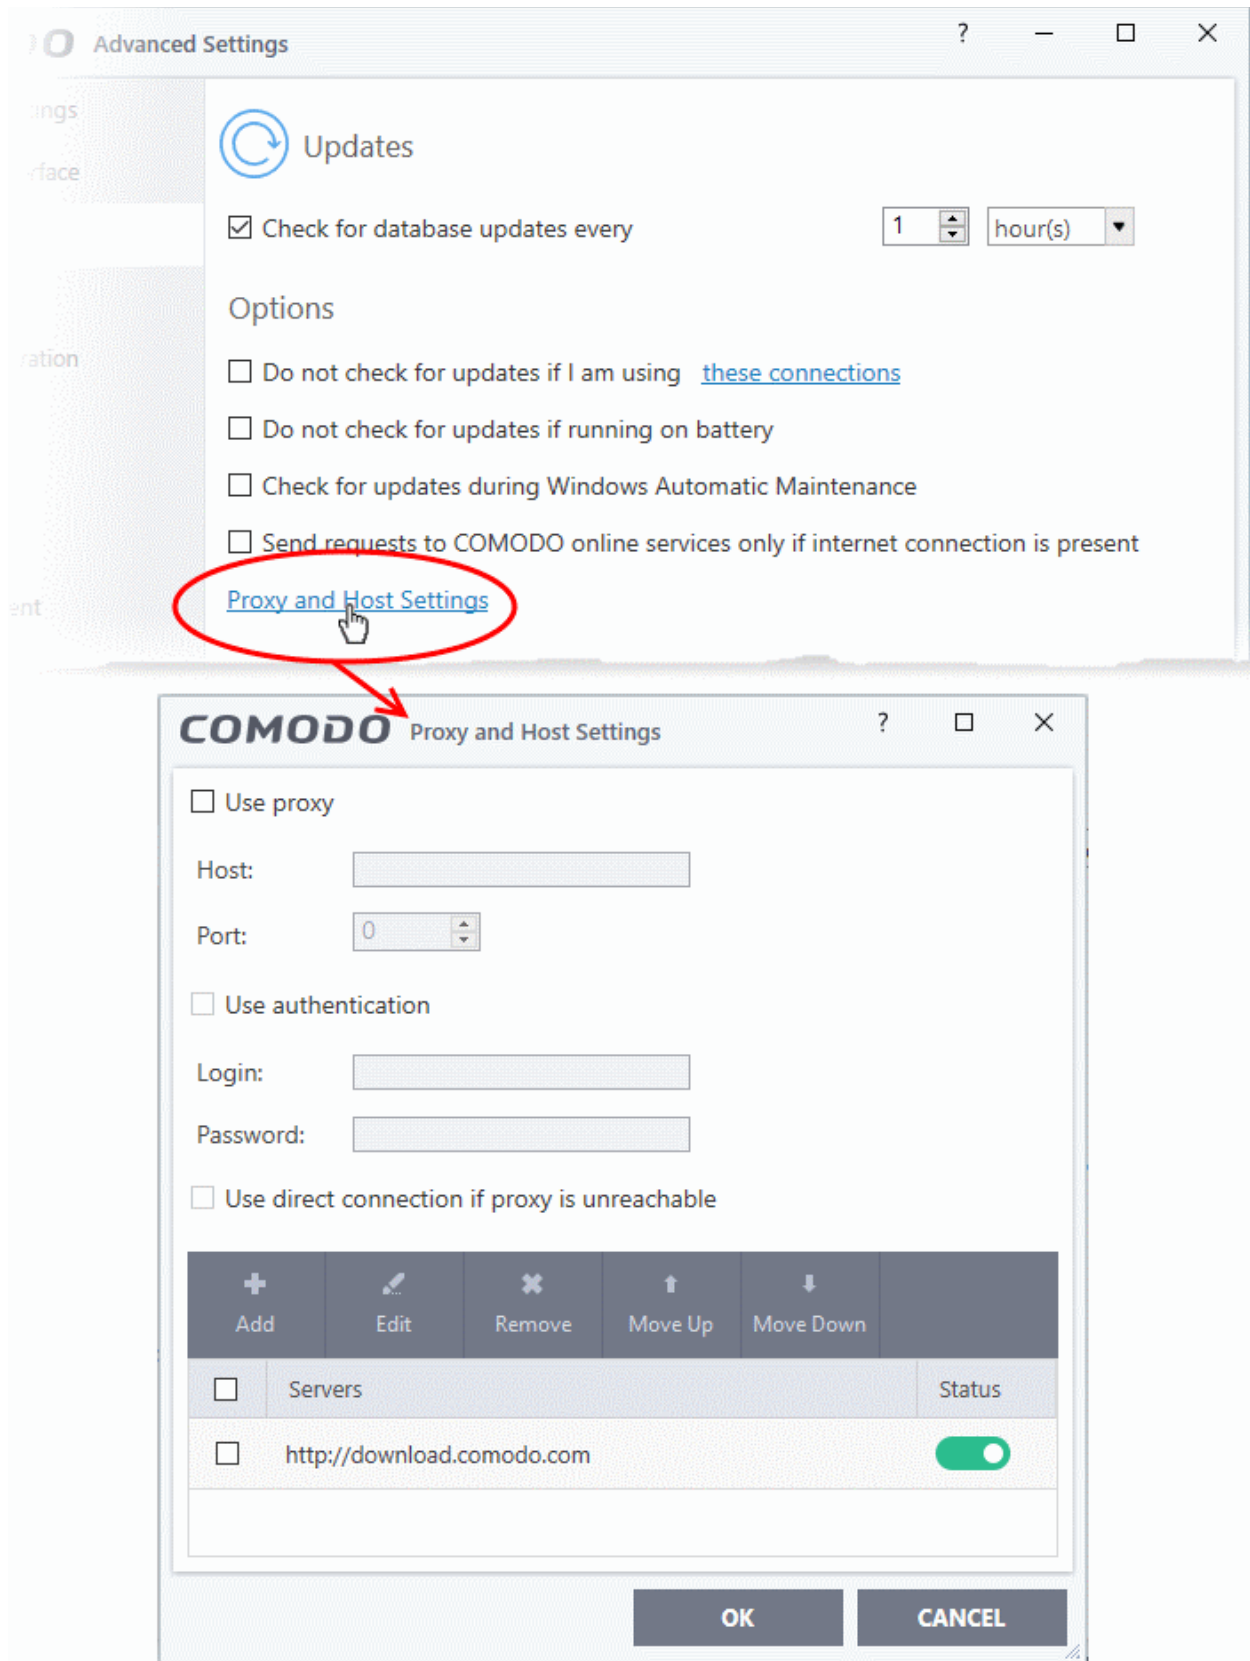 Advanced Settings ?
Updates
Check for database updates every 1 hour(s)
Options
Do not check for updates if I am using these connections
Do not check for updates if running on battery
Check for updates during Windows Automatic Maintenance
Send requests to COMODO online services only if internet connection is present
Proxy and Host Settings
COMODO Proxy and Host Settings ?
Use proxy
Host:
Port: 0
Use authentication
Login:
Password:
Use direct connection if proxy is unreachable
Add Edit Remove Move Up Move Down
Servers Status
http://download.comodo.com
OK CANCEL